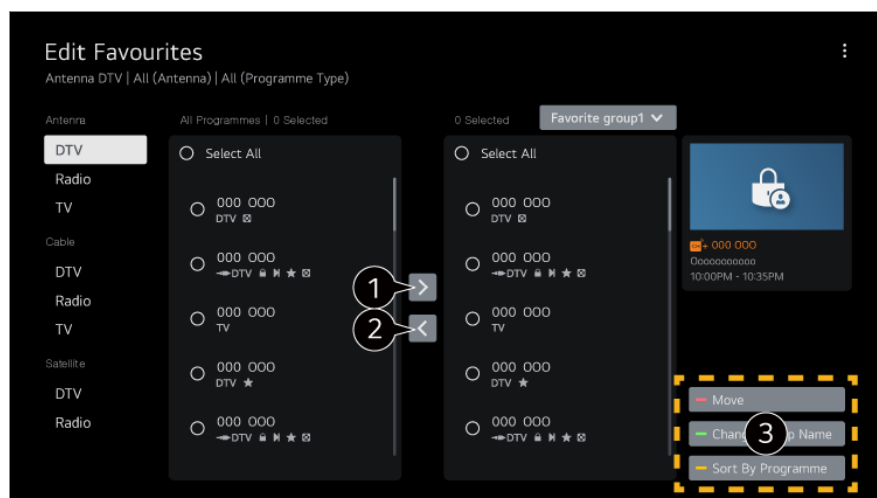 Edit Favourites
Antenna DTV | All (Antenna) | All (Programme Type)
Antenna
DTV
Radio
TV
Cable
DTV
Radio
TV
Satellite
DTV
Radio
All Programmes | 0 Selected
Select All
000 000
DTV
000 000
DTV
000 000
TV
000 000
DTV
000 000
DTV
1
2
0 Selected
Favorite group1
Select All
000 000
DTV
000 000
DTV
000 000
TV
000 000
DTV
000 000
DTV
CH + 000 000
Oooooooooo
10:00PM - 10:35PM
Move
3
Name
Sort By Programme